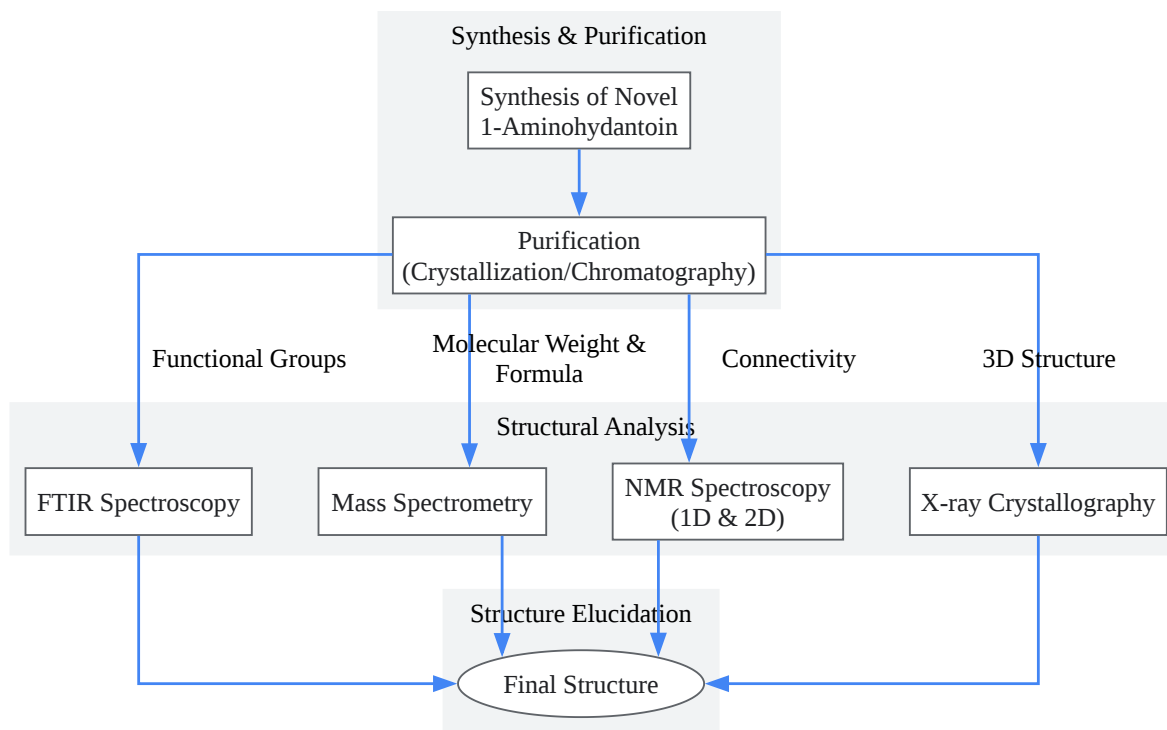 Synthesis & Purification
Synthesis of Novel
1-Aminohydantoin
Purification
(Crystallization/Chromatography)
Functional Groups
Molecular Weight &
Formula
Connectivity
3D Structure
Structural Analysis
FTIR Spectroscopy
Mass Spectrometry
NMR Spectroscopy
(1D & 2D)
X-ray Crystallography
Structure Elucidation
Final Structure